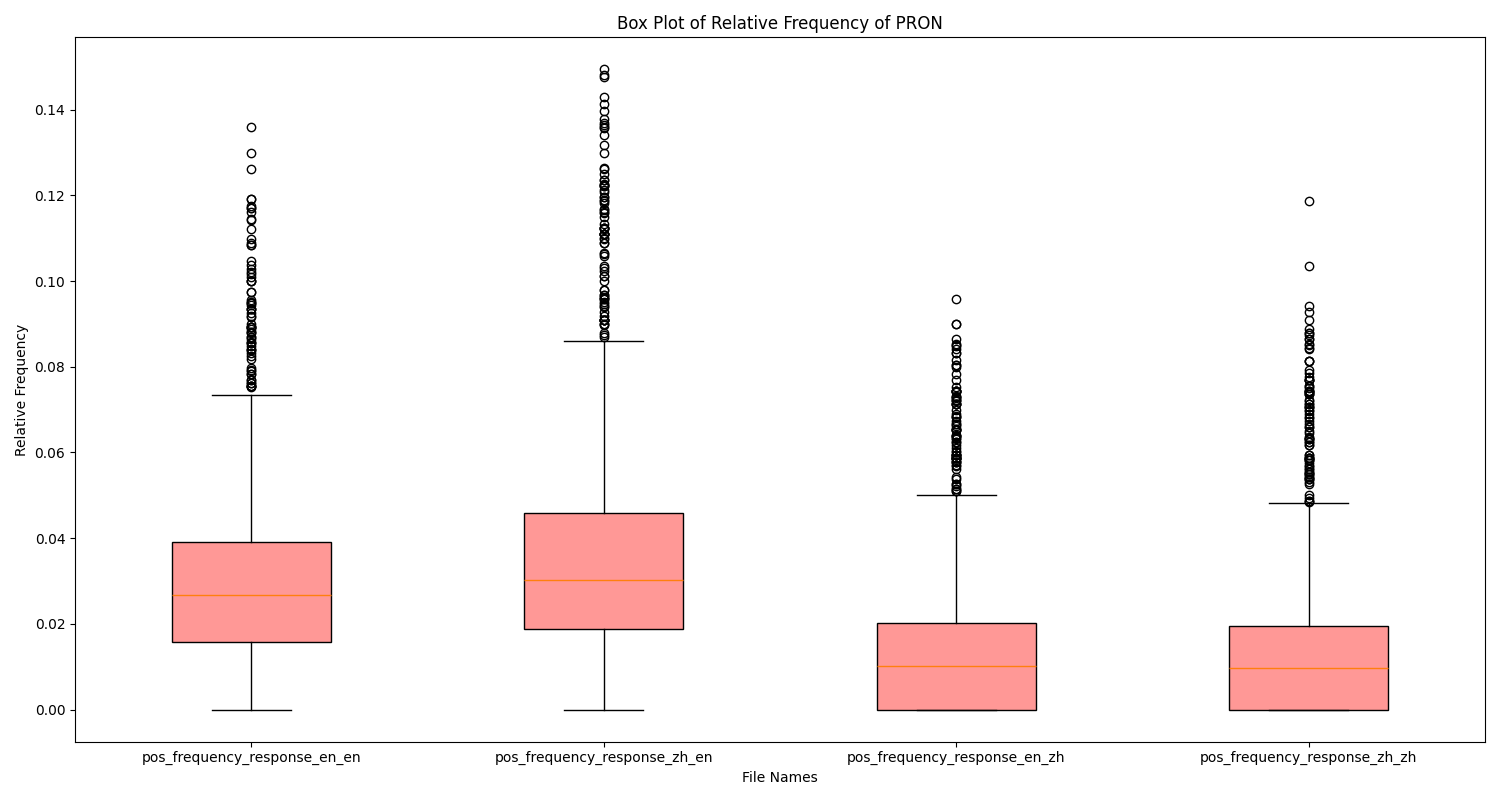 Box Plot of Relative Frequency of PRON
Relative Frequency
0.14
0.12
0.10
0.08
0.06
0.04
0.02
0.00
pos_frequency_response_en_en
pos_frequency_response_zh_en
pos_frequency_response_en_zh
pos_frequency_response_zh_zh
File Names